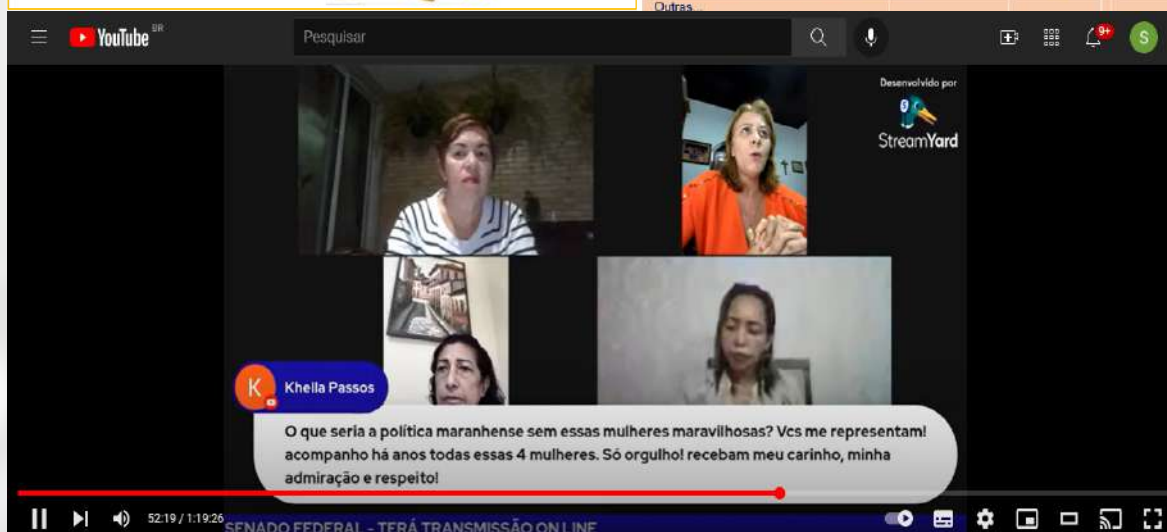 Outras...
YouTube BR
Pesquisar
9+
S
Desenvolvido por
StreamYard
K
Khella Passos
O que seria a política maranhense sem essas mulheres maravilhosas? Vcs me representam!
acompanho há anos todas essas 4 mulheres. Só orgulho! recebam meu carinho, minha
admiração e respeito!
52:19 / 1:19:26
SENADO FEDERAL - TERÁ TRANSMISSÃO ON LINE